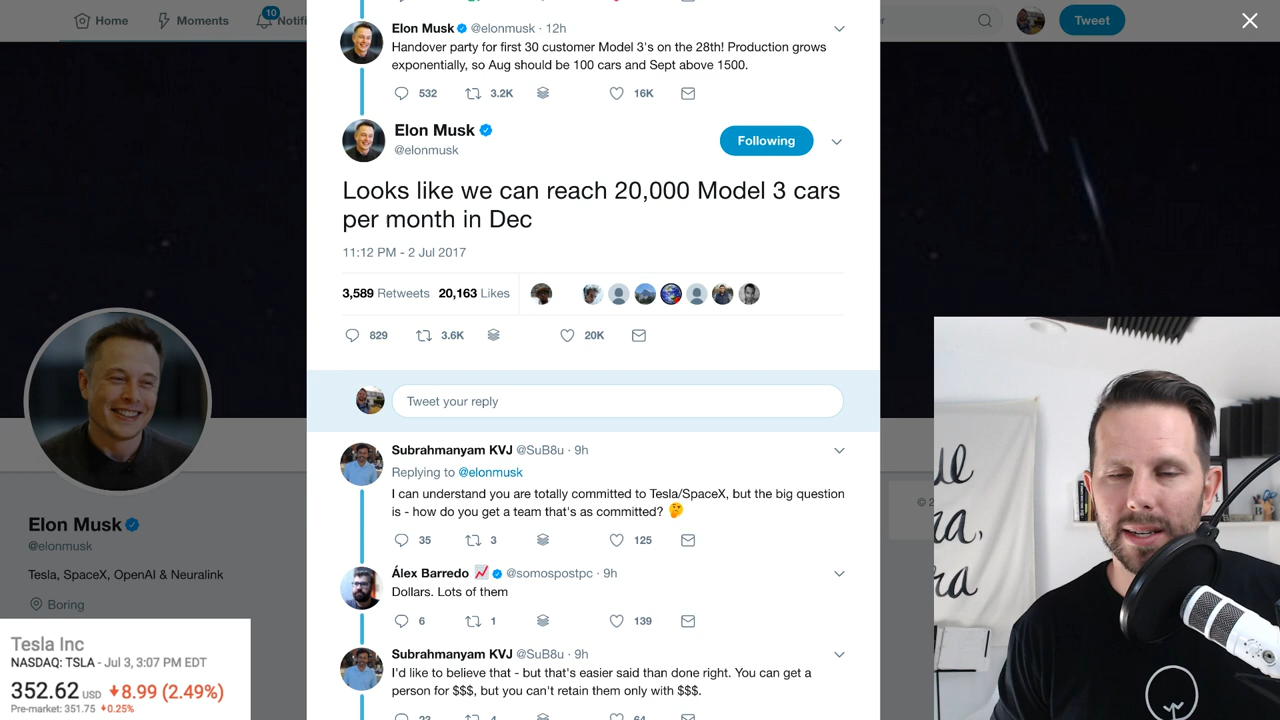 Home
Moments
10
Notifi
er
Tweet
Elon Musk @elonmusk · 12h
Handover party for first 30 customer Model 3's on the 28th! Production grows
exponentially, so Aug should be 100 cars and Sept above 1500.
532 3.2K 16K
Elon Musk
@elonmusk
Following
Looks like we can reach 20,000 Model 3 cars
per month in Dec
11:12 PM - 2 Jul 2017
3,589 Retweets 20,163 Likes
829 3.6K 20K
Tweet your reply
Subrahmanyam KVJ @SuB8u · 9h
Replying to @elonmusk
I can understand you are totally committed to Tesla/SpaceX, but the big question
is - how do you get a team that's as committed? 🤔
35 3 125
Álex Barredo 📈 @somospostpc · 9h
Dollars. Lots of them
6 1 139
Subrahmanyam KVJ @SuB8u · 9h
I'd like to believe that - but that's easier said than done right. You can get a
person for $$$, but you can't retain them only with $$$.
23 4 64
Elon Musk
@elonmusk
Tesla, SpaceX, OpenAI & Neuralink
Boring
Tesla Inc
NASDAQ: TSLA - Jul 3, 3:07 PM EDT
352.62 USD ↓8.99 (2.49%)
Pre-market: 351.75 ↓0.25%
© 2